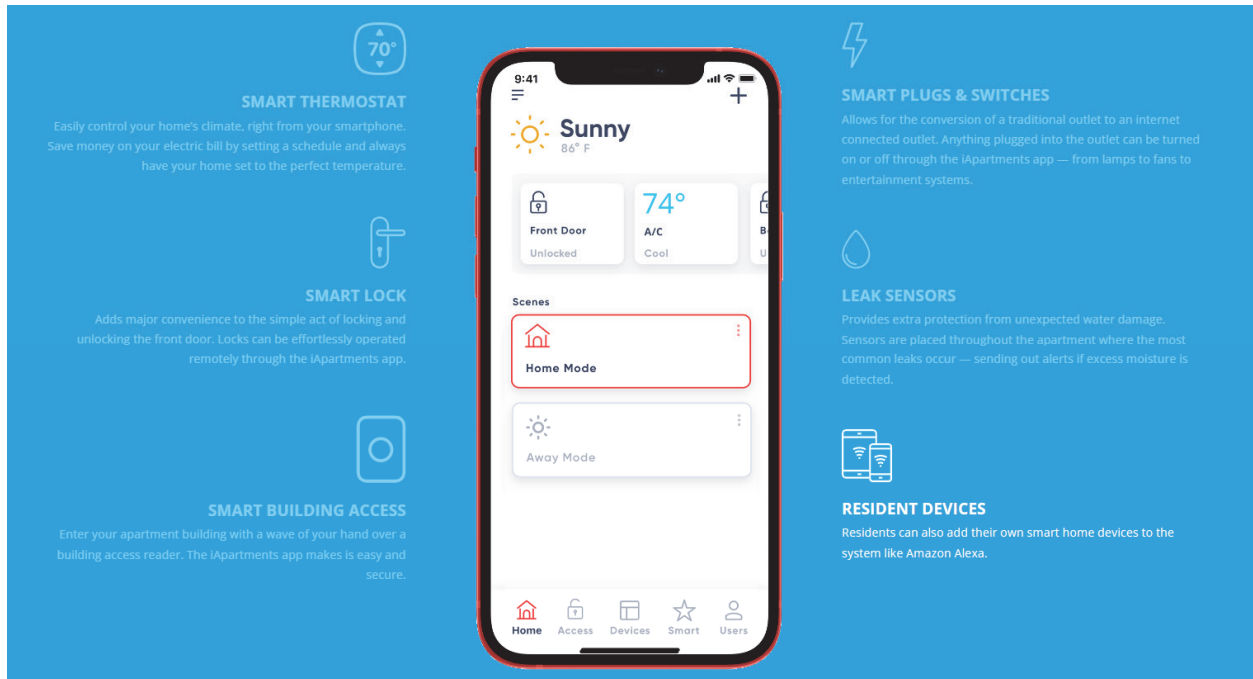 70°
SMART THERMOSTAT
Easily control your home's climate, right from your smartphone.
Save money on your electric bill by setting a schedule and always
have your home set to the perfect temperature.
SMART LOCK
Adds major convenience to the simple act of locking and
unlocking the front door. Locks can be effortlessly operated
remotely through the iApartments app.
SMART BUILDING ACCESS
Enter your apartment building with a wave of your hand over a
building access reader. The iApartments app makes is easy and
secure.
9:41
Sunny
86° F
Front Door
Unlocked
74°
A/C
Cool
Scenes
Home Mode
Away Mode
Home
Access
Devices
Smart
Users
SMART PLUGS & SWITCHES
Allows for the conversion of a traditional outlet to an internet
connected outlet. Anything plugged into the outlet can be turned
on or off through the iApartments app — from lamps to fans to
entertainment systems.
LEAK SENSORS
Provides extra protection from unexpected water damage.
Sensors are placed throughout the apartment where the most
common leaks occur — sending out alerts if excess moisture is
detected.
RESIDENT DEVICES
Residents can also add their own smart home devices to the
system like Amazon Alexa.